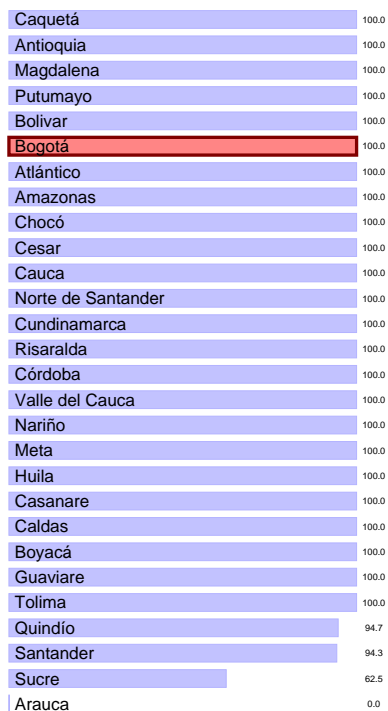 Caquetá 100.0
Antioquia 100.0
Magdalena 100.0
Putumayo 100.0
Bolivar 100.0
Bogotá 100.0
Atlántico 100.0
Amazonas 100.0
Chocó 100.0
Cesar 100.0
Cauca 100.0
Norte de Santander 100.0
Cundinamarca 100.0
Risaralda 100.0
Córdoba 100.0
Valle del Cauca 100.0
Nariño 100.0
Meta 100.0
Huila 100.0
Casanare 100.0
Caldas 100.0
Boyacá 100.0
Guaviare 100.0
Tolima 100.0
Quindío 94.7
Santander 94.3
Sucre 62.5
Arauca 0.0